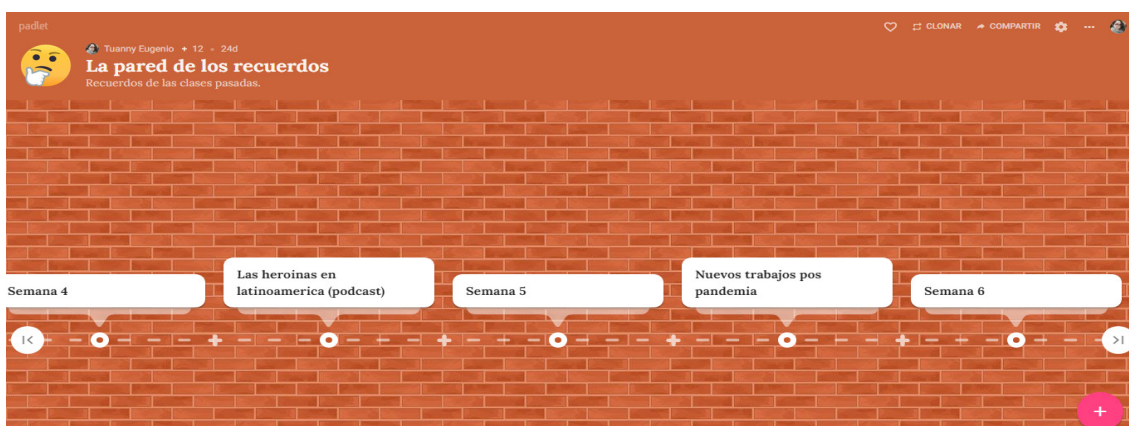 padlet
CLONAR COMPARTIR
Tuanny Eugenio + 12 • 24d
La pared de los recuerdos
Recuerdos de las clases pasadas.
Semana 4
Las heroinas en
latinoamerica (podcast)
Semana 5
Nuevos trabajos pos
pandemia
Semana 6